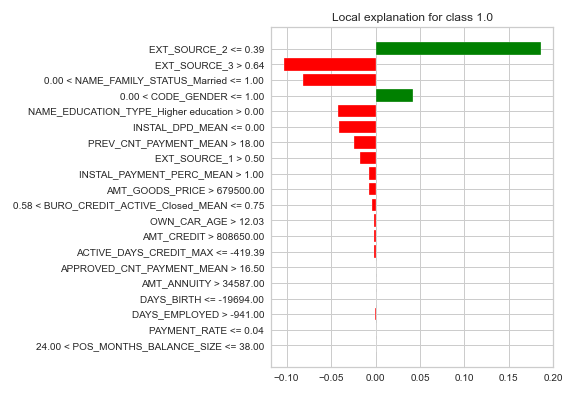 Local explanation for class 1.0
EXT_SOURCE_2 <= 0.39
EXT_SOURCE_3 > 0.64
0.00 < NAME_FAMILY_STATUS_Married <= 1.00
0.00 < CODE_GENDER <= 1.00
NAME_EDUCATION_TYPE_Higher education > 0.00
INSTAL_DPD_MEAN <= 0.00
PREV_CNT_PAYMENT_MEAN > 18.00
EXT_SOURCE_1 > 0.50
INSTAL_PAYMENT_PERC_MEAN > 1.00
AMT_GOODS_PRICE > 679500.00
0.58 < BURO_CREDIT_ACTIVE_Closed_MEAN <= 0.75
OWN_CAR_AGE > 12.03
AMT_CREDIT > 808650.00
ACTIVE_DAYS_CREDIT_MAX <= -419.39
APPROVED_CNT_PAYMENT_MEAN > 16.50
AMT_ANNUITY > 34587.00
DAYS_BIRTH <= -19694.00
DAYS_EMPLOYED > -941.00
PAYMENT_RATE <= 0.04
24.00 < POS_MONTHS_BALANCE_SIZE <= 38.00
−0.10 −0.05 0.00 0.05 0.10 0.15 0.20